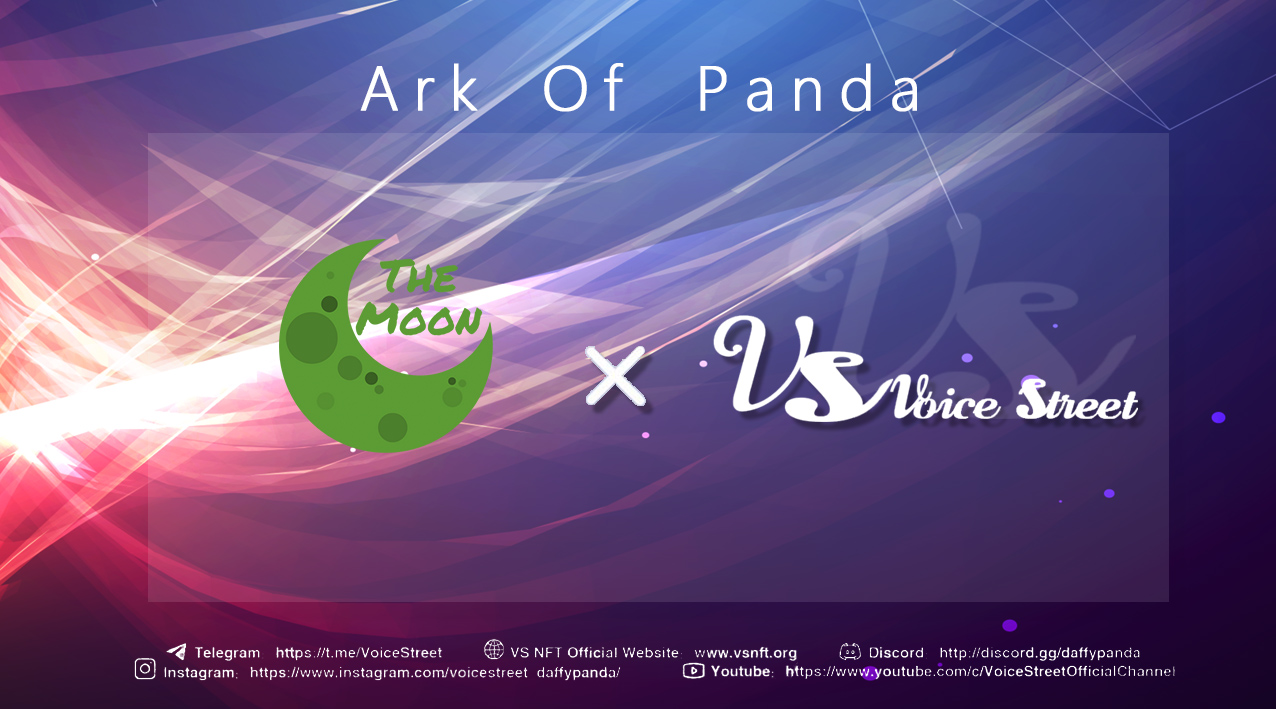 Ark Of Panda
The
Moon
Vs
Vs Voice Street
Telegram https://t.me/VoiceStreet VS NFT Official Website www.vsnft.org Discord http://discord.gg/daffypanda
Instagram: https://www.instagram.com/voicestreet_daffypanda/ Youtube: https://www.youtube.com/c/VoiceStreetOfficialChannel